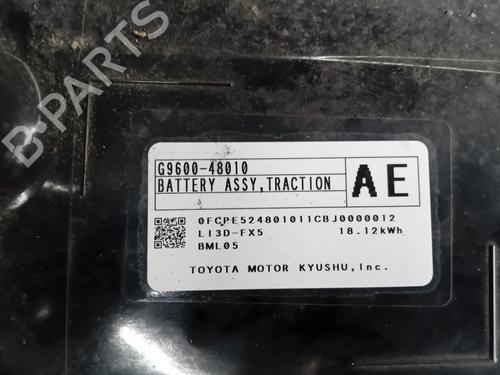 B-PARTS
G9600-48010
BATTERY ASSY,TRACTION
AE
0FCPE524801011CBJ0000012
LI3D-FX5 18.12kWh
BML05
TOYOTA MOTOR KYUSHU,Inc.